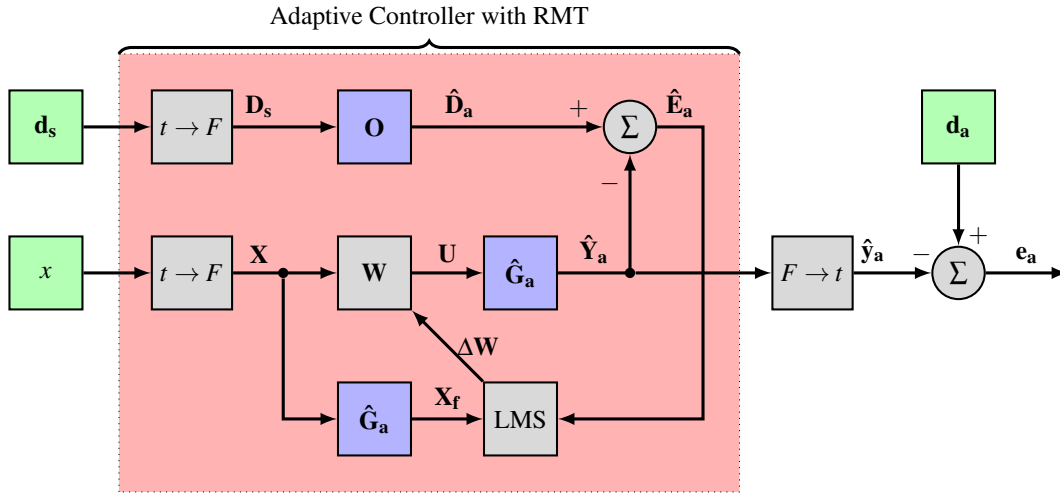 Adaptive Controller with RMT
d_s
t → F
D_s
O
D̂_a
+
Σ
Ê_a
−
d_a
x
t → F
X
W
U
Ĝ_a
Ŷ_a
F → t
ŷ_a
−
+
Σ
e_a
ΔW
Ĝ_a
X_f
LMS